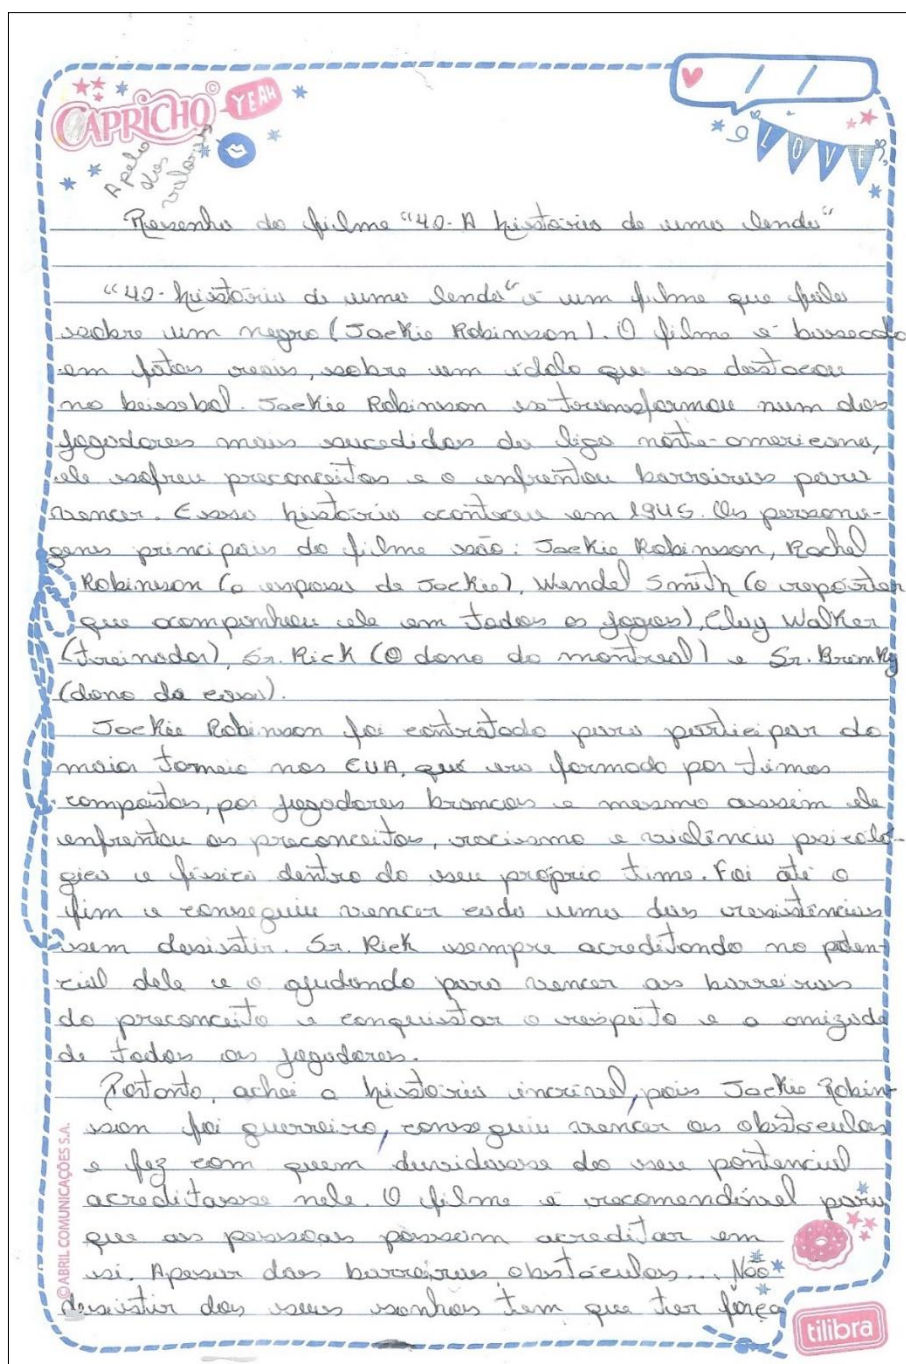 CAPRICHO
©
YEAH
/ /
LOVE
Apelo
dos
valores
Resenha do filme "42- A história de uma lenda"
"42- história de uma lenda" é um filme que fala
sobre um negro (Jackie Robinson). O filme é baseado
em fatos reais, sobre um ídolo que se destacou
no beisebol. Jackie Robinson se transformou num dos
jogadores mais sucedidos da liga norte-americana,
ele sofreu preconceitos e o enfrentou barreiras para
vencer. Essa história aconteceu em 1945. Os persona-
gens principais do filme são: Jackie Robinson, Rachel
Robinson (a esposa de Jackie), Wendel Smith (o repórter
que acompanhou ele em todos os jogos), Clay Walker
(treinador), Sr. Rick (O dono do montreal) e Sr. Brimky
(dono da casa).
Jackie Robinson foi contratado para participar do
maior torneio nos EUA, que era formado por times
compostos, por jogadores brancos e mesmo assim ele
enfrentou os preconceitos, racismo e violência psicoló-
gica e física dentro do seu próprio time. Foi até o
fim e conseguiu vencer cada uma das resistências
sem desistir. Sr. Rick sempre acreditando no poten-
cial dele e o ajudando para vencer as barreiras
do preconceito e conquistar o respeito e a amizade
de todos os jogadores.
Portanto, achei a história incrível, pois Jackie Robin-
son foi guerreiro, conseguiu vencer os obstáculos
e fez com quem duvidasse do seu pontencial
acreditasse nele. O filme é recomendável para
que as pessoas possam acreditar em
si. Apesar das barreiras, obstáculos... Não
desistir dos seus sonhos tem que ter força
©ABRIL COMUNICAÇÕES S.A.
tilibra